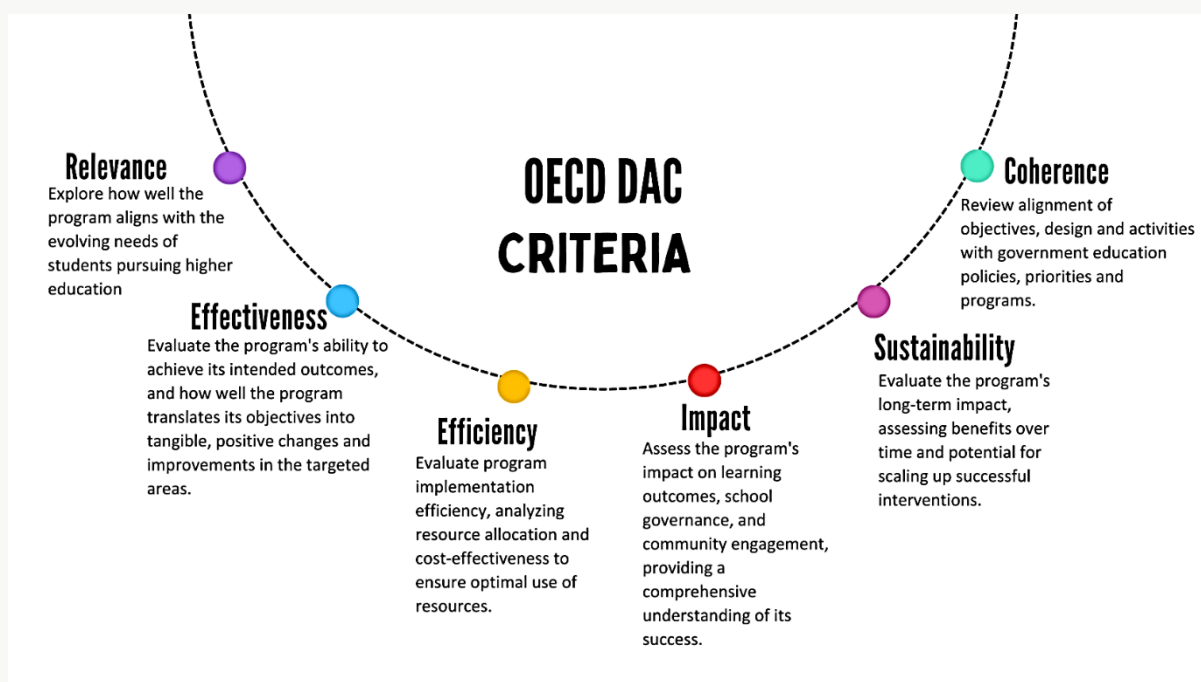 OECD DAC
CRITERIA
Relevance
Explore how well the
program aligns with the
evolving needs of
students pursuing higher
education
Effectiveness
Evaluate the program's ability to
achieve its intended outcomes,
and how well the program
translates its objectives into
tangible, positive changes and
improvements in the targeted
areas.
Efficiency
Evaluate program
implementation
efficiency, analyzing
resource allocation and
cost-effectiveness to
ensure optimal use of
resources.
Impact
Assess the program's
impact on learning
outcomes, school
governance, and
community engagement,
providing a
comprehensive
understanding of its
success.
Sustainability
Evaluate the program's
long-term impact,
assessing benefits over
time and potential for
scaling up successful
interventions.
Coherence
Review alignment of
objectives, design and activities
with government education
policies, priorities and
programs.